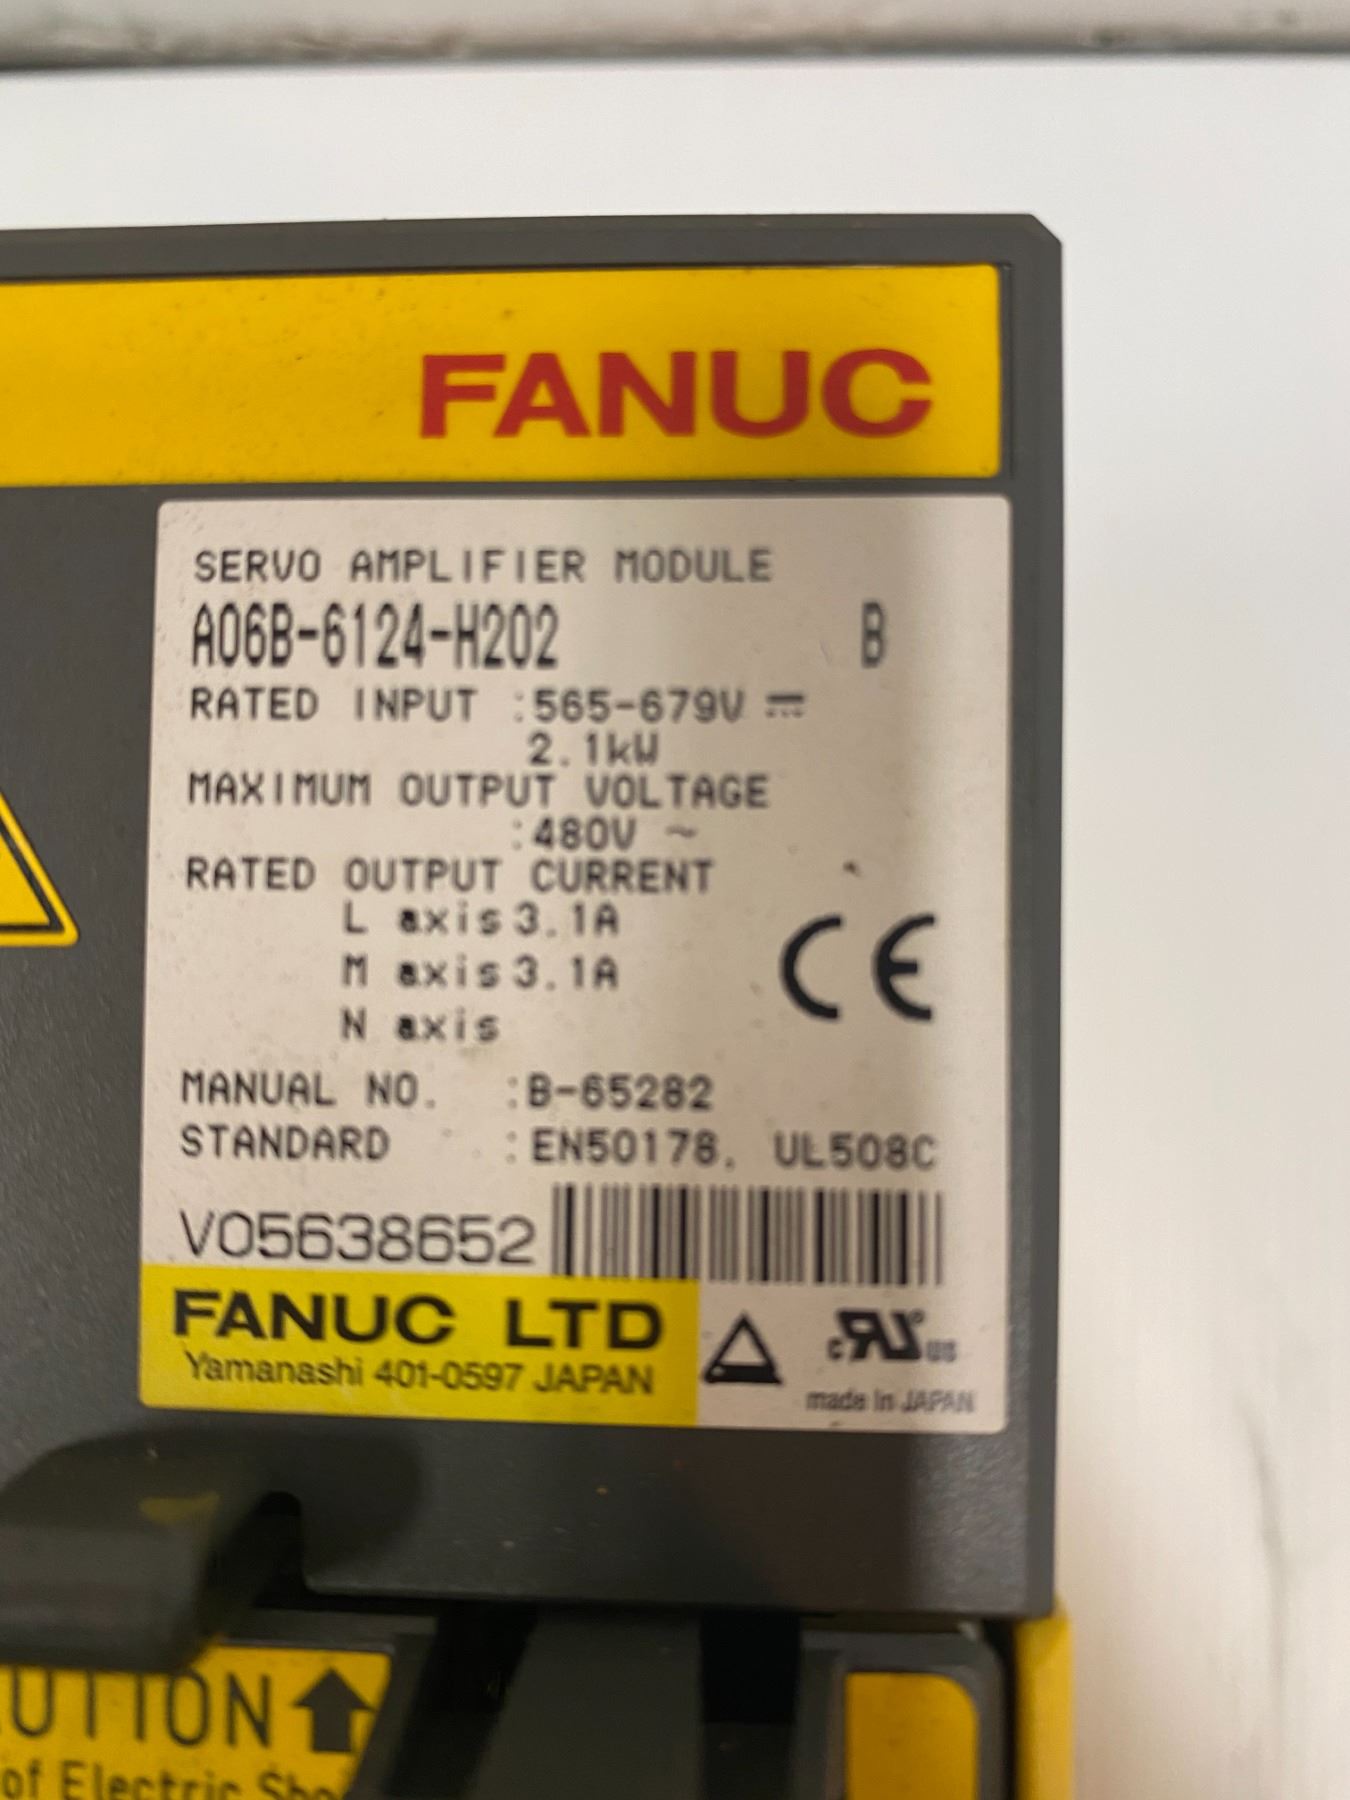 FANUC
SERVO AMPLIFIER MODULE
A06B-6124-H202 B
RATED INPUT :565-679V ⎓
2.1kW
MAXIMUM OUTPUT VOLTAGE
:480V ~
RATED OUTPUT CURRENT
L axis 3.1A
M axis 3.1A
N axis
CE
MANUAL NO. :B-65282
STANDARD :EN50178, UL508C
V05638652
FANUC LTD
Yamanashi 401-0597 JAPAN
c RU us
made in JAPAN
UTION
of Electric Sho